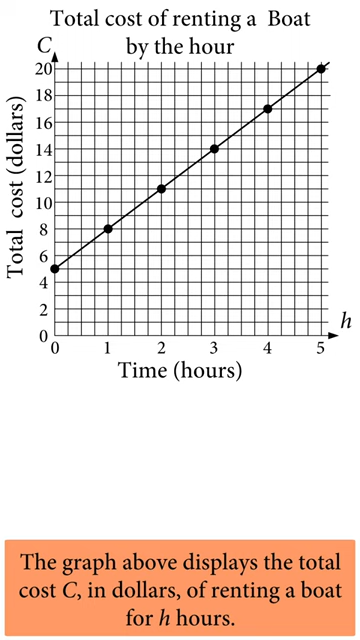 Total cost of renting a Boat
by the hour
C
20
18
16
14
12
10
8
6
4
2
0
Total cost (dollars)
0 1 2 3 4 5
h
Time (hours)
The graph above displays the total
cost C, in dollars, of renting a boat
for h hours.